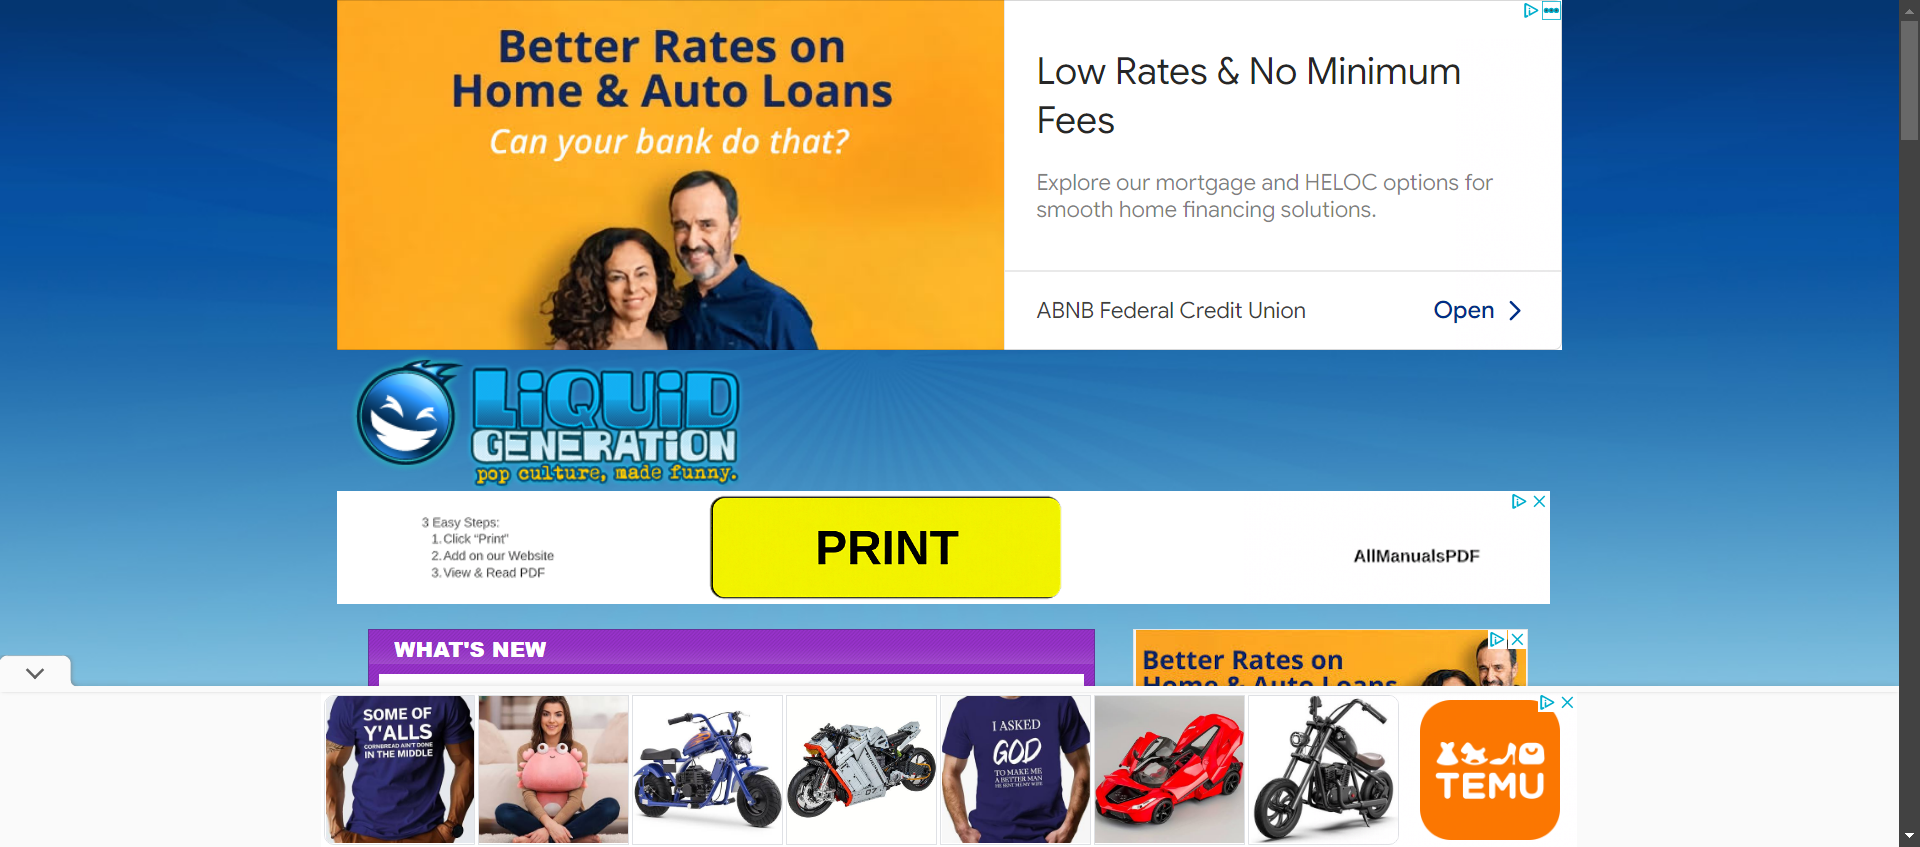 Better Rates on
Home & Auto Loans
Can your bank do that?
Low Rates & No Minimum
Fees
Explore our mortgage and HELOC options for
smooth home financing solutions.
ABNB Federal Credit Union
Open
LiQUiD
GENERATiON
pop culture, made funny.
3 Easy Steps:
1. Click "Print"
2. Add on our Website
3. View & Read PDF
PRINT
AllManualsPDF
WHAT'S NEW
Better Rates on
Home & Auto Loans
SOME OF
Y'ALLS
CORNBREAD AIN'T DONE
IN THE MIDDLE
I ASKED
GOD
TO MAKE ME
A BETTER MAN
HE SENT ME MY WIFE
07
TEMU